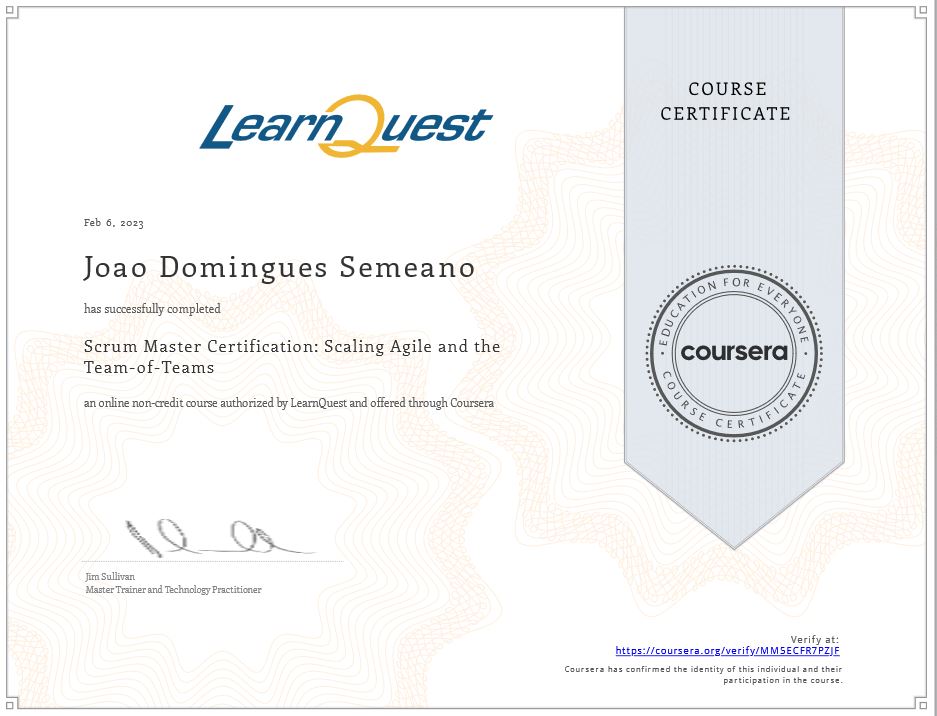 LearnQuest
COURSE
CERTIFICATE
Feb 6, 2023
Joao Domingues Semeano
has successfully completed
Scrum Master Certification: Scaling Agile and the
Team-of-Teams
an online non-credit course authorized by LearnQuest and offered through Coursera
EDUCATION FOR EVERYONE
coursera
COURSE CERTIFICATE
Jim Sullivan
Master Trainer and Technology Practitioner
Verify at:
https://coursera.org/verify/MM5ECFR7PZJF
Coursera has confirmed the identity of this individual and their
participation in the course.